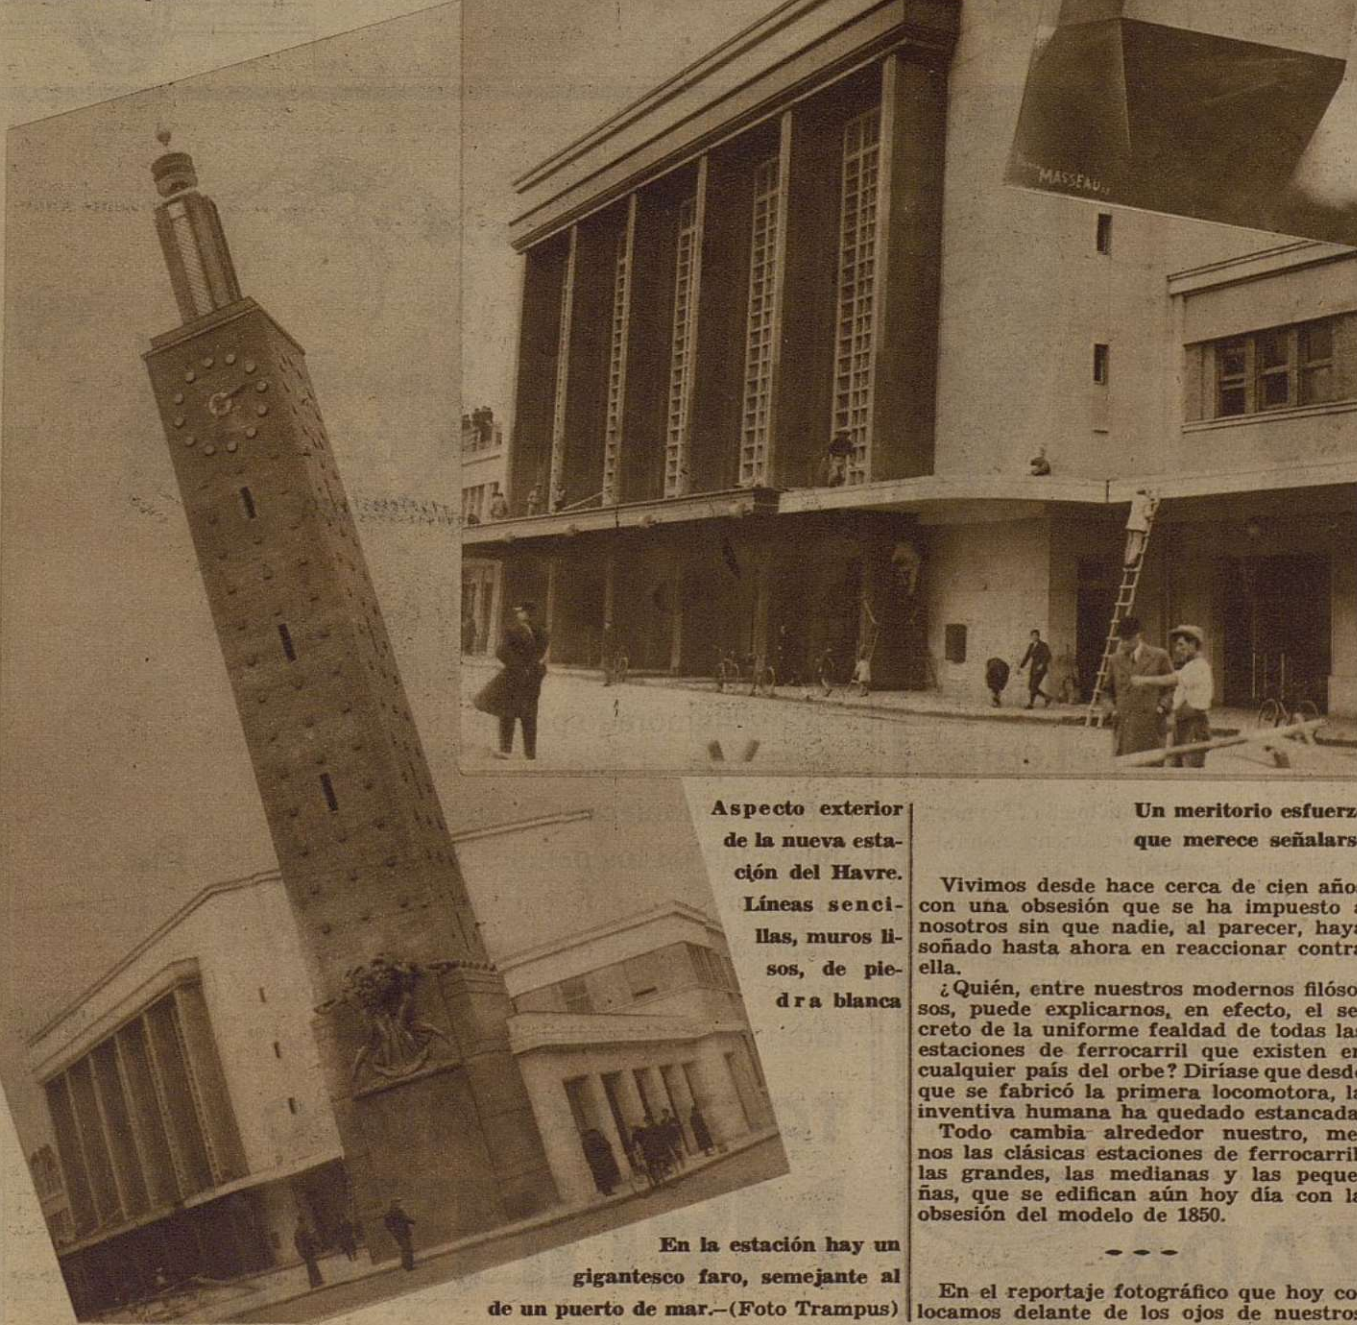 MASSEAU
Aspecto exterior
de la nueva esta-
ción del Havre.
Líneas senci-
llas, muros li-
sos, de pie-
dra blanca
En la estación hay un
gigantesco faro, semejante al
de un puerto de mar.—(Foto Trampus)
Un meritorio esfuerz
que merece señalars
Vivimos desde hace cerca de cien años
con una obsesión que se ha impuesto a
nosotros sin que nadie, al parecer, haya
soñado hasta ahora en reaccionar contra
ella.
¿Quién, entre nuestros modernos filóso-
sos, puede explicarnos, en efecto, el se-
creto de la uniforme fealdad de todas las
estaciones de ferrocarril que existen en
cualquier país del orbe? Diríase que desde
que se fabricó la primera locomotora, la
inventiva humana ha quedado estancada.
Todo cambia alrededor nuestro, me-
nos las clásicas estaciones de ferrocarril
las grandes, las medianas y las peque-
ñas, que se edifican aún hoy día con la
obsesión del modelo de 1850.
- - -
En el reportaje fotográfico que hoy co-
locamos delante de los ojos de nuestros